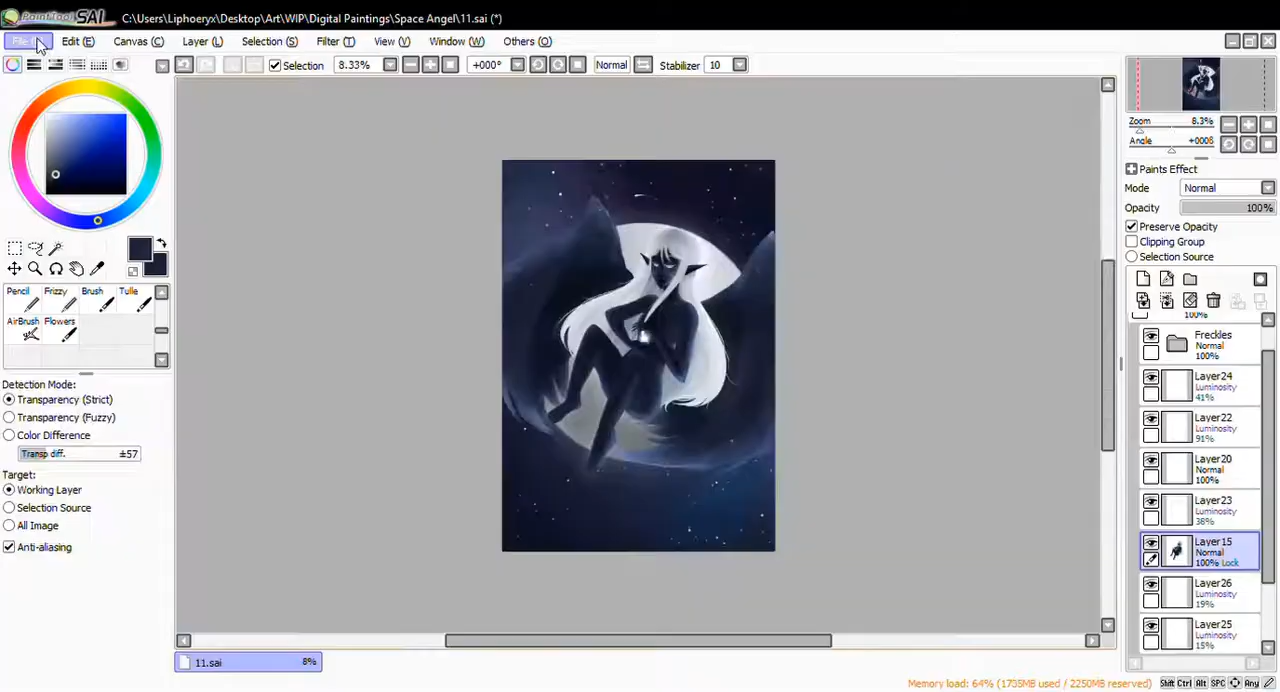 PaintTool SAI C:\Users\Liphoeryx\Desktop\Art\WIP\Digital Paintings\Space Angel\11.sai (*)
File Edit (E) Canvas (C) Layer (L) Selection (S) Filter (T) View (V) Window (W) Others (O)
Selection 8.33% +000° Normal Stabilizer 10
Zoom 8.3%
Angle +000δ
Paints Effect
Mode Normal
Opacity 100%
Preserve Opacity
Clipping Group
Selection Source
Pencil Frizzy Brush Tulle
AirBrush Flowers
Detection Mode:
Transparency (Strict)
Transparency (Fuzzy)
Color Difference
Transp diff. ±57
Target:
Working Layer
Selection Source
All Image
Anti-aliasing
100%
Freckles
Normal
100%
Layer24
Luminosity
41%
Layer22
Luminosity
91%
Layer20
Normal
100%
Layer23
Luminosity
38%
Layer15
Normal
100% Lock
Layer26
Luminosity
19%
Layer25
Luminosity
15%
11.sai 8%
Memory load: 64% (1735MB used / 2250MB reserved)
Shft Ctrl Alt SPC Any